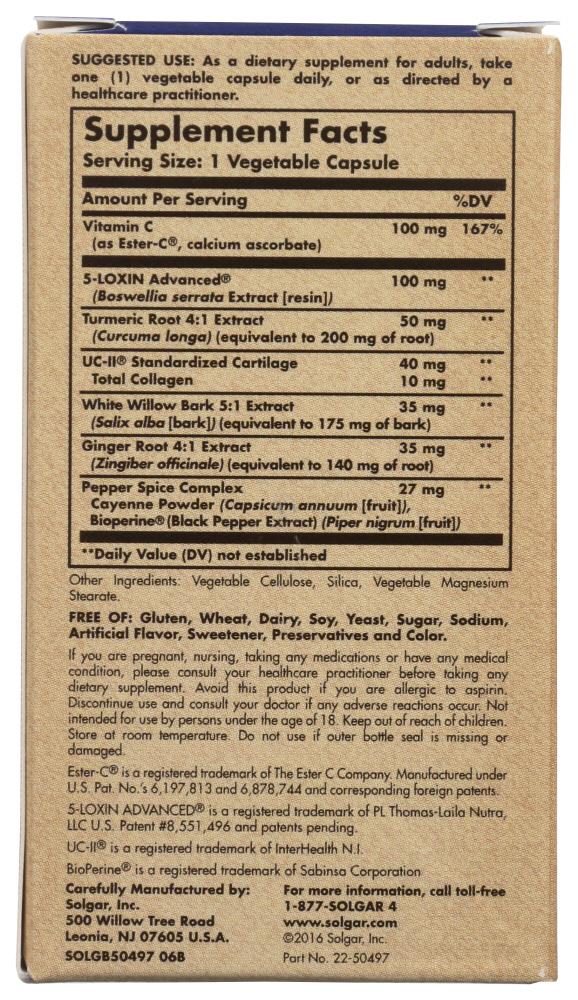 SUGGESTED USE: As a dietary supplement for adults, take
one (1) vegetable capsule daily, or as directed by a
healthcare practitioner.
Supplement Facts
Serving Size: 1 Vegetable Capsule
Amount Per Serving %DV
Vitamin C 100 mg 167%
(as Ester-C®, calcium ascorbate)
5-LOXIN Advanced® 100 mg **
(Boswellia serrata Extract [resin])
Turmeric Root 4:1 Extract 50 mg **
(Curcuma longa) (equivalent to 200 mg of root)
UC-II® Standardized Cartilage 40 mg **
Total Collagen 10 mg **
White Willow Bark 5:1 Extract 35 mg **
(Salix alba [bark]) (equivalent to 175 mg of bark)
Ginger Root 4:1 Extract 35 mg **
(Zingiber officinale) (equivalent to 140 mg of root)
Pepper Spice Complex 27 mg **
Cayenne Powder (Capsicum annuum [fruit]),
Bioperine® (Black Pepper Extract) (Piper nigrum [fruit])
**Daily Value (DV) not established
Other Ingredients: Vegetable Cellulose, Silica, Vegetable Magnesium
Stearate.
FREE OF: Gluten, Wheat, Dairy, Soy, Yeast, Sugar, Sodium,
Artificial Flavor, Sweetener, Preservatives and Color.
If you are pregnant, nursing, taking any medications or have any medical
condition, please consult your healthcare practitioner before taking any
dietary supplement. Avoid this product if you are allergic to aspirin.
Discontinue use and consult your doctor if any adverse reactions occur. Not
intended for use by persons under the age of 18. Keep out of reach of children.
Store at room temperature. Do not use if outer bottle seal is missing or
damaged.
Ester-C® is a registered trademark of The Ester C Company. Manufactured under
U.S. Pat. No.'s 6,197,813 and 6,878,744 and corresponding foreign patents.
5-LOXIN ADVANCED® is a registered trademark of PL Thomas-Laila Nutra,
LLC U.S. Patent #8,551,496 and patents pending.
UC-II® is a registered trademark of InterHealth N.I.
BioPerine® is a registered trademark of Sabinsa Corporation
Carefully Manufactured by:
Solgar, Inc.
500 Willow Tree Road
Leonia, NJ 07605 U.S.A.
SOLGB50497 06B
For more information, call toll-free
1-877-SOLGAR 4
www.solgar.com
©2016 Solgar, Inc.
Part No. 22-50497